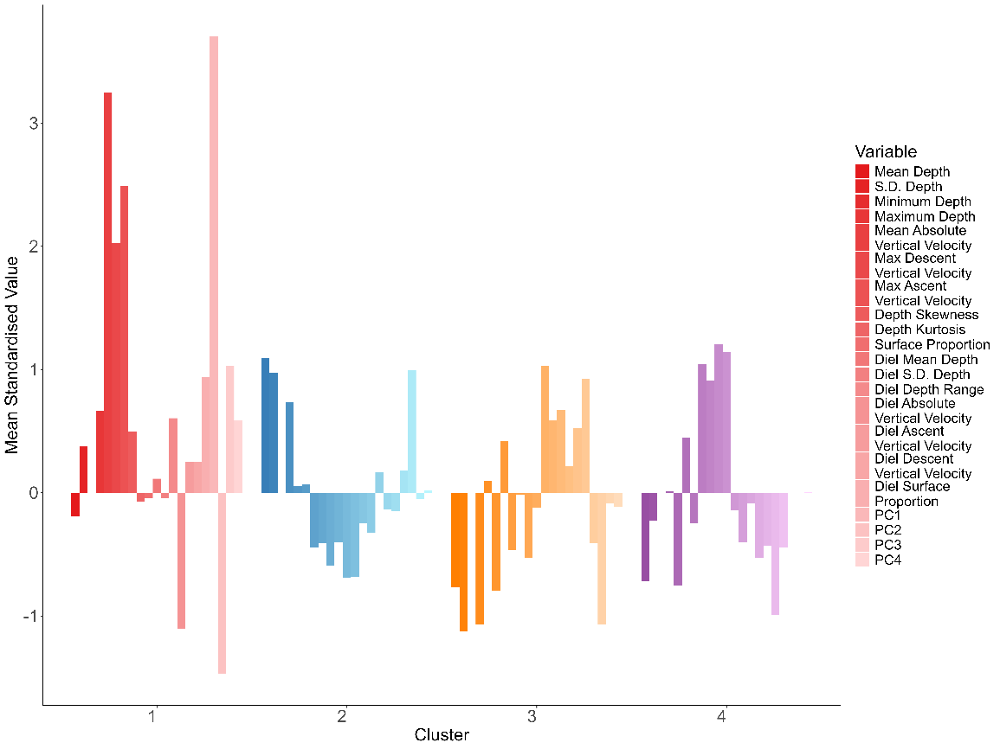 Mean Standardised Value
3
2
1
0
-1
1
2
3
4
Cluster
Variable
Mean Depth
S.D. Depth
Minimum Depth
Maximum Depth
Mean Absolute
Vertical Velocity
Max Descent
Vertical Velocity
Max Ascent
Vertical Velocity
Depth Skewness
Depth Kurtosis
Surface Proportion
Diel Mean Depth
Diel S.D. Depth
Diel Depth Range
Diel Absolute
Vertical Velocity
Diel Ascent
Vertical Velocity
Diel Descent
Vertical Velocity
Diel Surface
Proportion
PC1
PC2
PC3
PC4